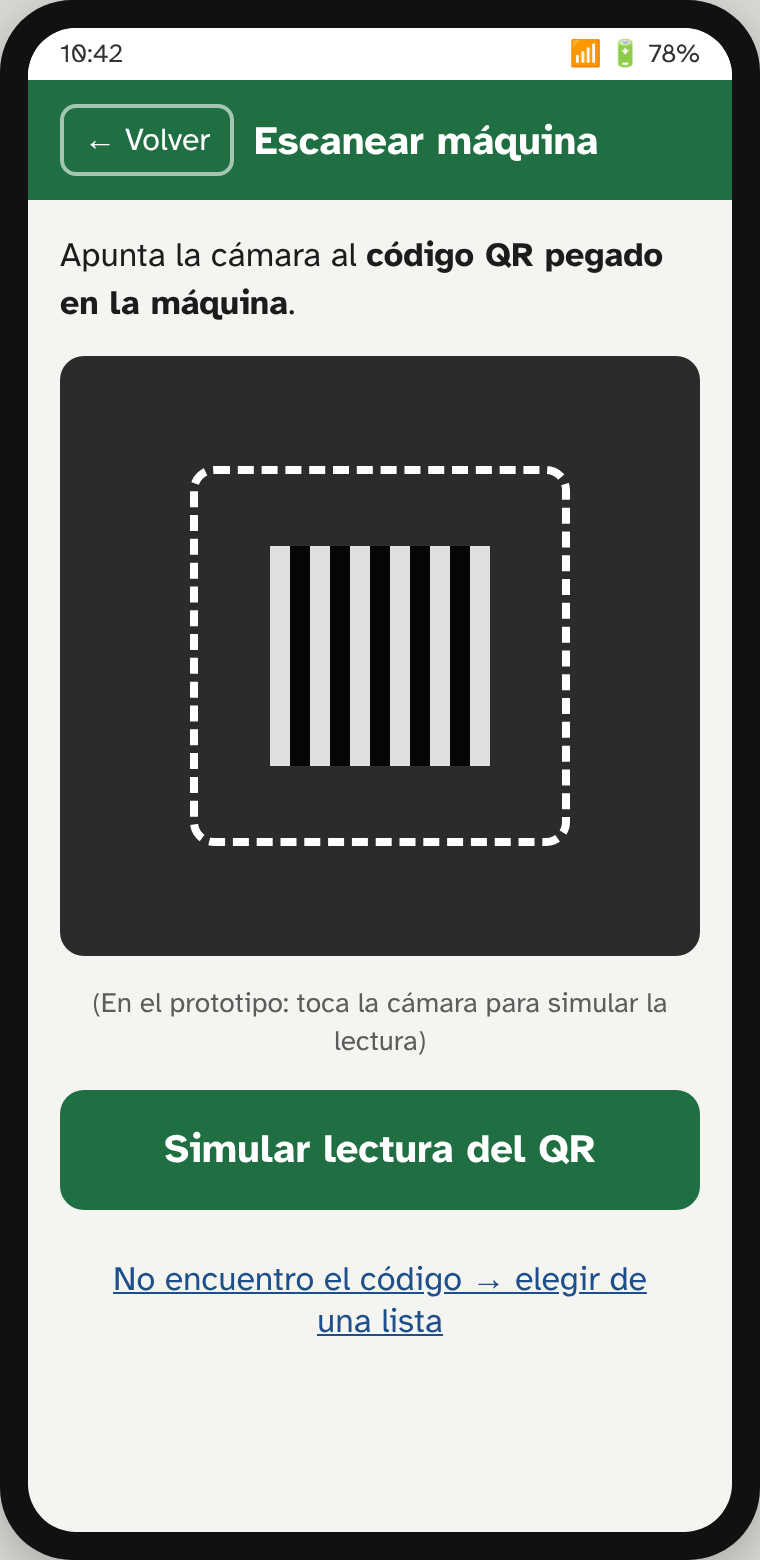 10:42 📶 🔋 78%
← Volver Escanear máquina
Apunta la cámara al código QR pegado
en la máquina.
(En el prototipo: toca la cámara para simular la
lectura)
Simular lectura del QR
No encuentro el código → elegir de
una lista